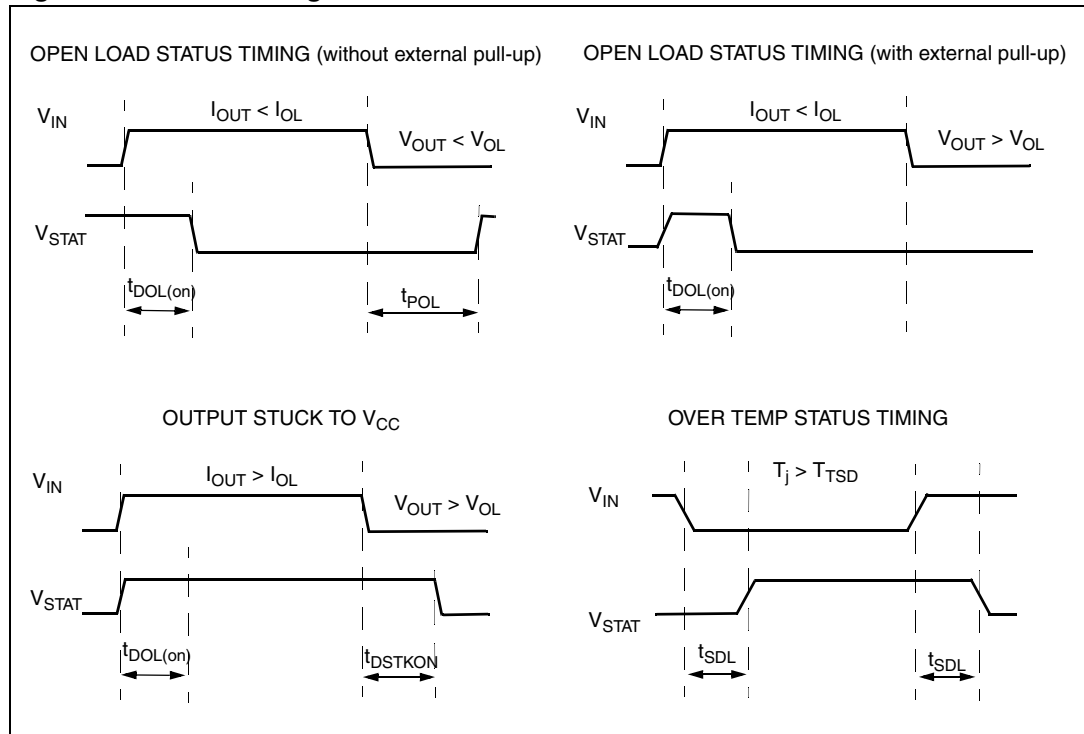 OPEN LOAD STATUS TIMING (without external pull-up)
V_IN
I_OUT < I_OL
V_OUT < V_OL
V_STAT
t_DOL(on)
t_POL
OPEN LOAD STATUS TIMING (with external pull-up)
V_IN
I_OUT < I_OL
V_OUT > V_OL
V_STAT
t_DOL(on)
OUTPUT STUCK TO V_CC
V_IN
I_OUT > I_OL
V_OUT > V_OL
V_STAT
t_DOL(on)
t_DSTKON
OVER TEMP STATUS TIMING
V_IN
T_j > T_TSD
V_STAT
t_SDL
t_SDL